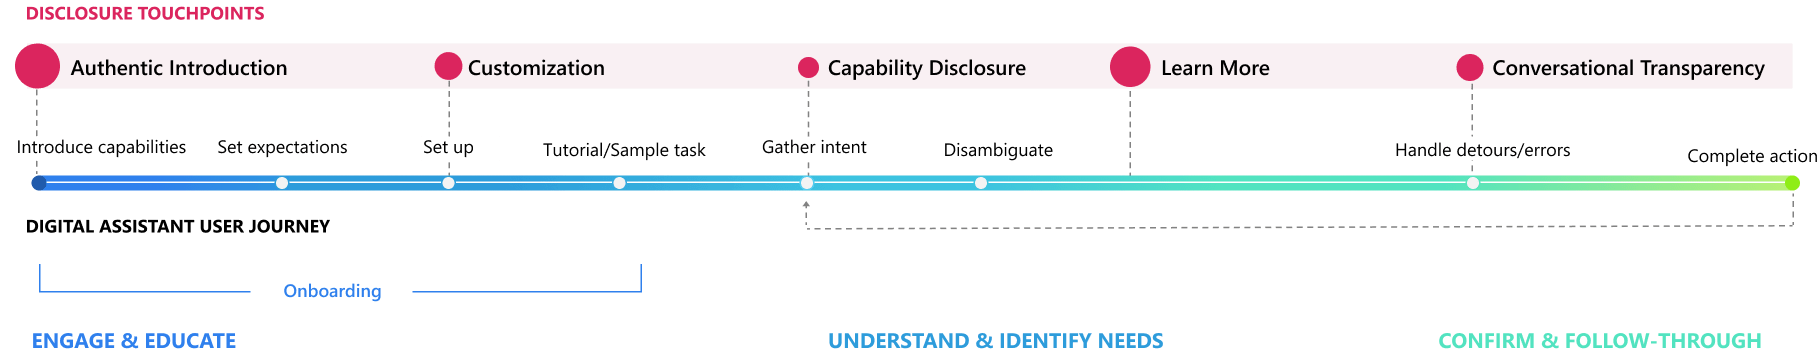 DISCLOSURE TOUCHPOINTS
Authentic Introduction
Customization
Capability Disclosure
Learn More
Conversational Transparency
Introduce capabilities
Set expectations
Set up
Tutorial/Sample task
Gather intent
Disambiguate
Handle detours/errors
Complete action
DIGITAL ASSISTANT USER JOURNEY
Onboarding
ENGAGE & EDUCATE
UNDERSTAND & IDENTIFY NEEDS
CONFIRM & FOLLOW-THROUGH